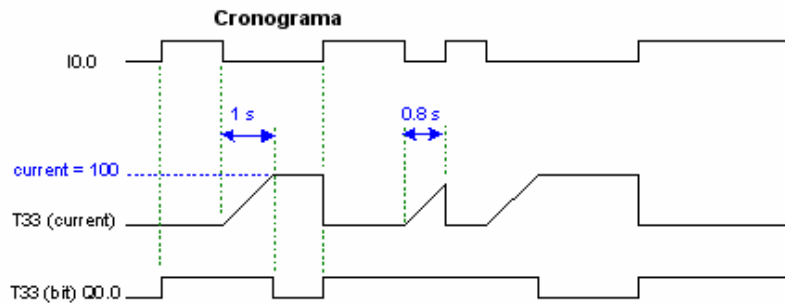 Cronograma
I0.0
1 s
0.8 s
current = 100
T33 (current)
T33 (bit) Q0.0